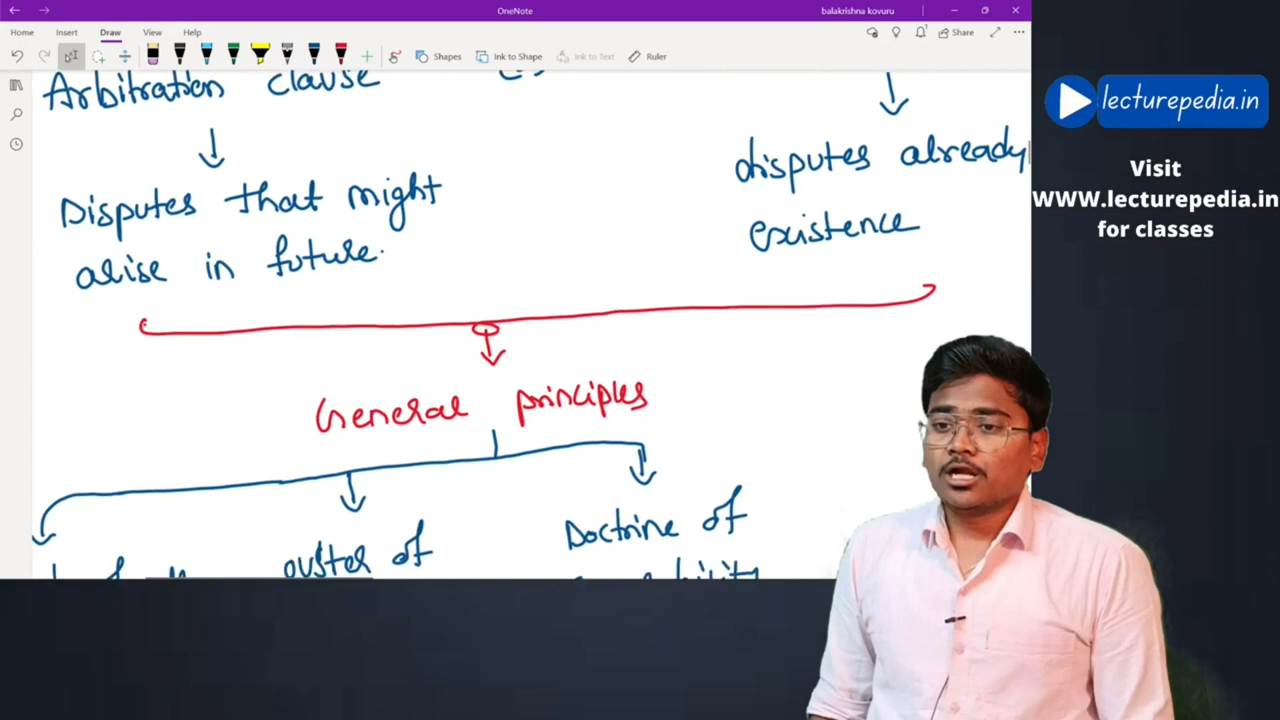 OneNote
balakrishna kovuru
Home Insert Draw View Help
Share
Shapes Ink to Shape Ink to Text Ruler
Arbitration clause
Disputes that might
arise in future.
disputes already
existence
General principles
ouster of
Doctrine of
lecturepedia.in
Visit
WWW.lecturepedia.in
for classes